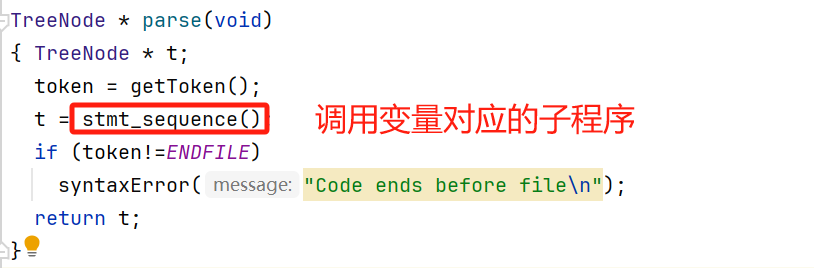 TreeNode * parse(void)
{ TreeNode * t;
token = getToken();
t = stmt_sequence() 调用变量对应的子程序
if (token!=ENDFILE)
syntaxError( message: "Code ends before file\n");
return t;
}